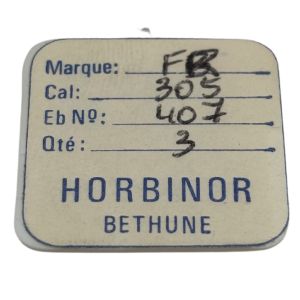 Marque: FB
Cal: 305
Eb Nº: 407
Qté: 3
HORBINOR
BETHUNE